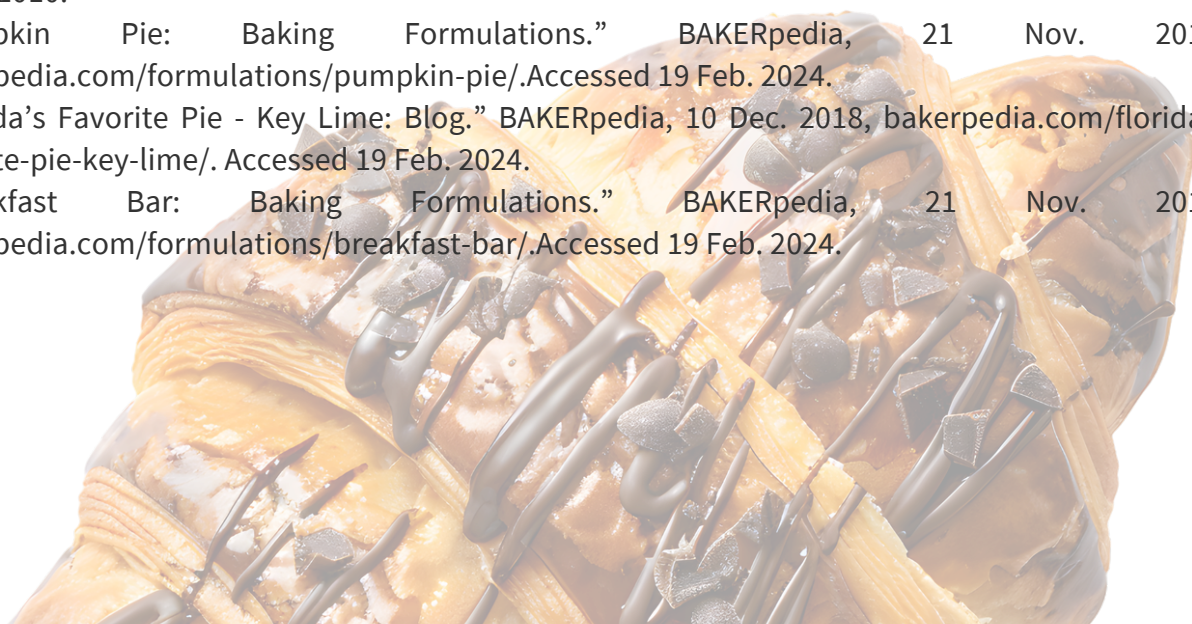 pkin Pie: Baking Formulations.” BAKERpedia, 21 Nov. 201
pedia.com/formulations/pumpkin-pie/.Accessed 19 Feb. 2024.
da’s Favorite Pie - Key Lime: Blog.” BAKERpedia, 10 Dec. 2018, bakerpedia.com/florida
te-pie-key-lime/. Accessed 19 Feb. 2024.
kfast Bar: Baking Formulations.” BAKERpedia, 21 Nov. 201
pedia.com/formulations/breakfast-bar/.Accessed 19 Feb. 2024.